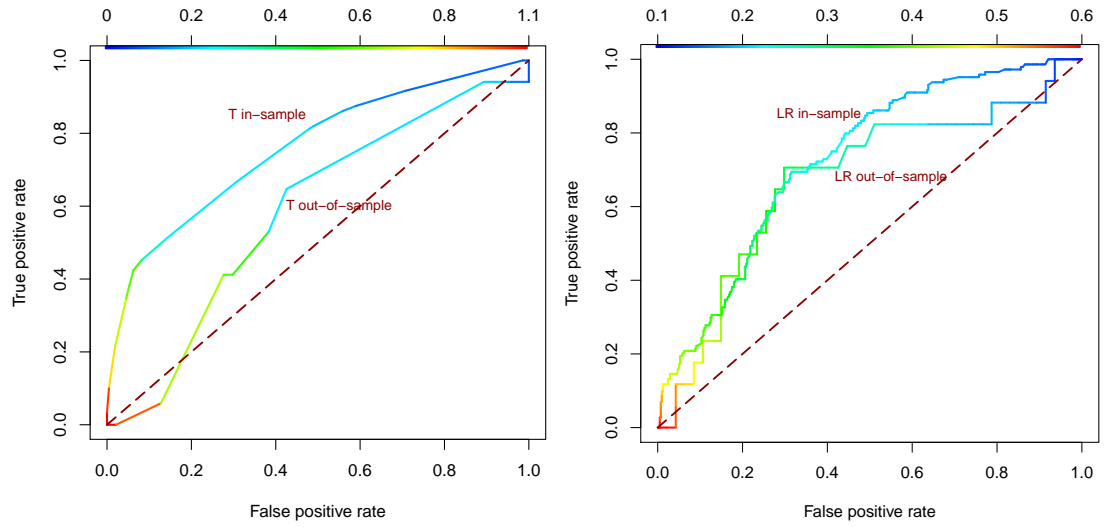 0 0.2 0.4 0.6 0.9 1.1
T in−sample
T out−of−sample
1.0
0.8
0.6
0.4
0.2
0.0
True positive rate
0.0 0.2 0.4 0.6 0.8 1.0
False positive rate
0.1 0.2 0.3 0.4 0.5 0.6
LR in−sample
LR out−of−sample
1.0
0.8
0.6
0.4
0.2
0.0
True positive rate
0.0 0.2 0.4 0.6 0.8 1.0
False positive rate